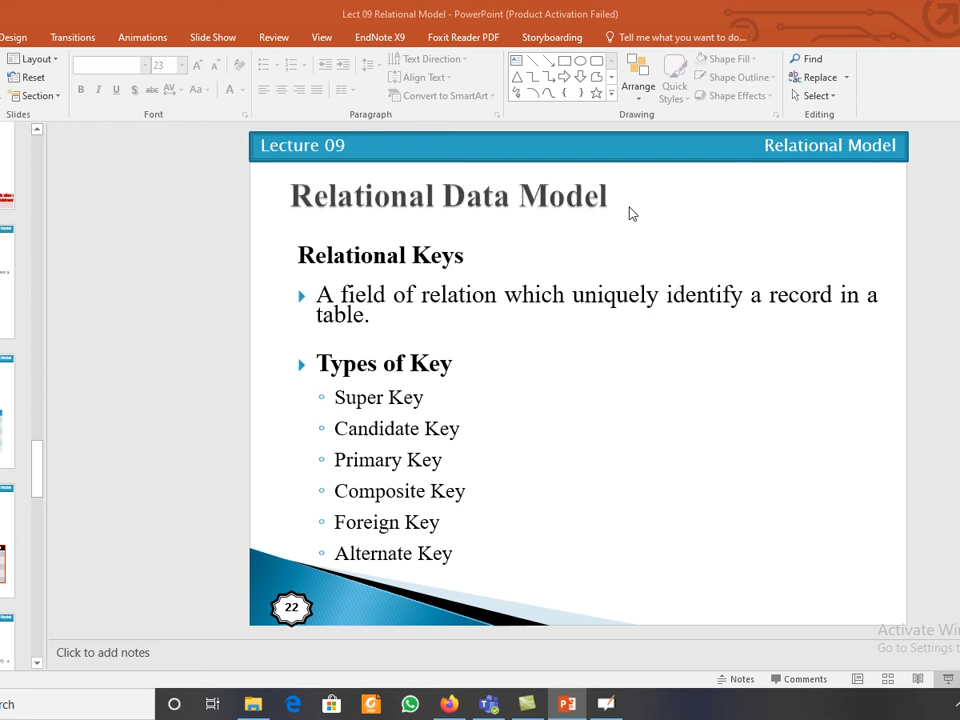 Lect 09 Relational Model - PowerPoint (Product Activation Failed)
Design Transitions Animations Slide Show Review View EndNote X9 Foxit Reader PDF Storyboarding Tell me what you want to do...
Layout 23 Text Direction Shape Fill Find
Reset Align Text Arrange Quick Shape Outline Replace
Section B I U S abc AV Aa A Convert to SmartArt Styles Shape Effects Select
Slides Font Paragraph Drawing Editing
Lecture 09 Relational Model
Relational Data Model
Relational Keys
A field of relation which uniquely identify a record in a
table.
Types of Key
Super Key
Candidate Key
Primary Key
Composite Key
Foreign Key
Alternate Key
22
Activate Wi
Go to Settings t
Click to add notes
Notes Comments
rch